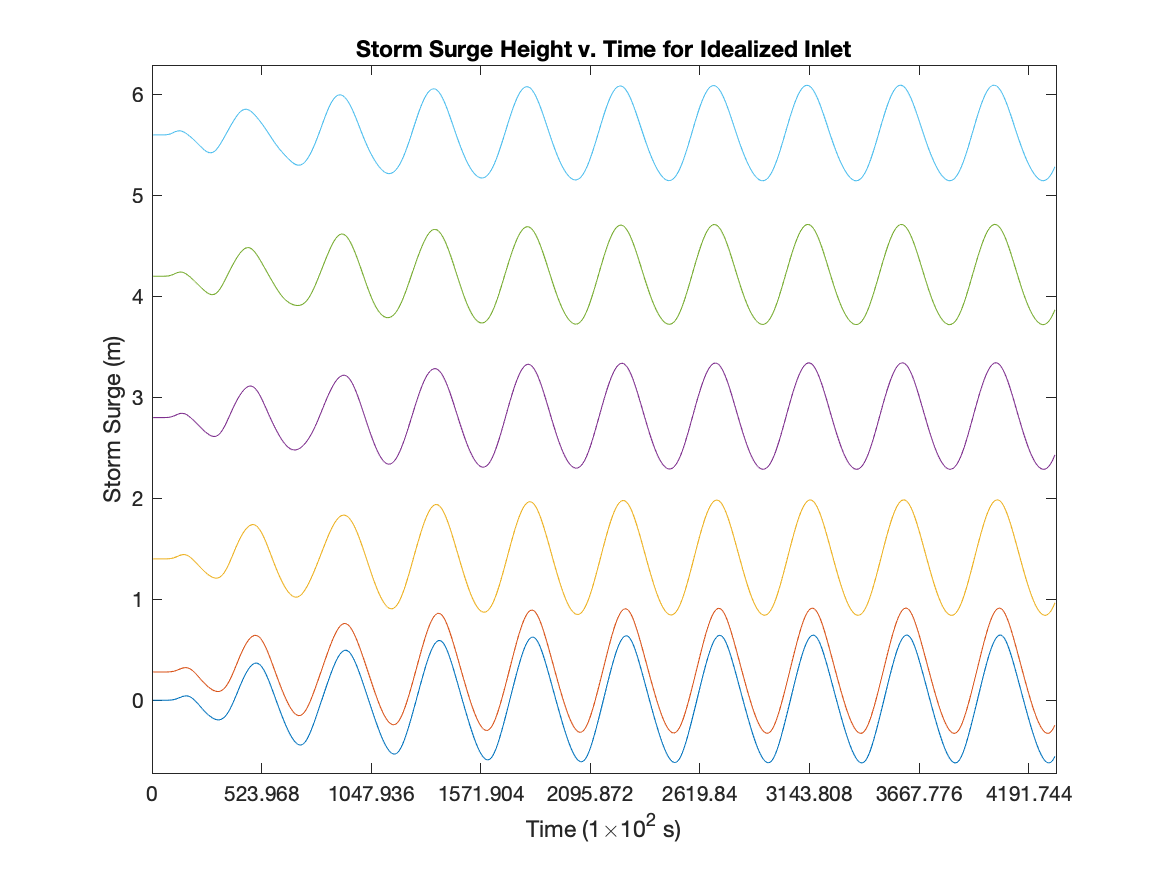 Storm Surge Height v. Time for Idealized Inlet
6
5
4
3
2
1
0
Storm Surge (m)
0 523.968 1047.936 1571.904 2095.872 2619.84 3143.808 3667.776 4191.744
Time (1×10² s)